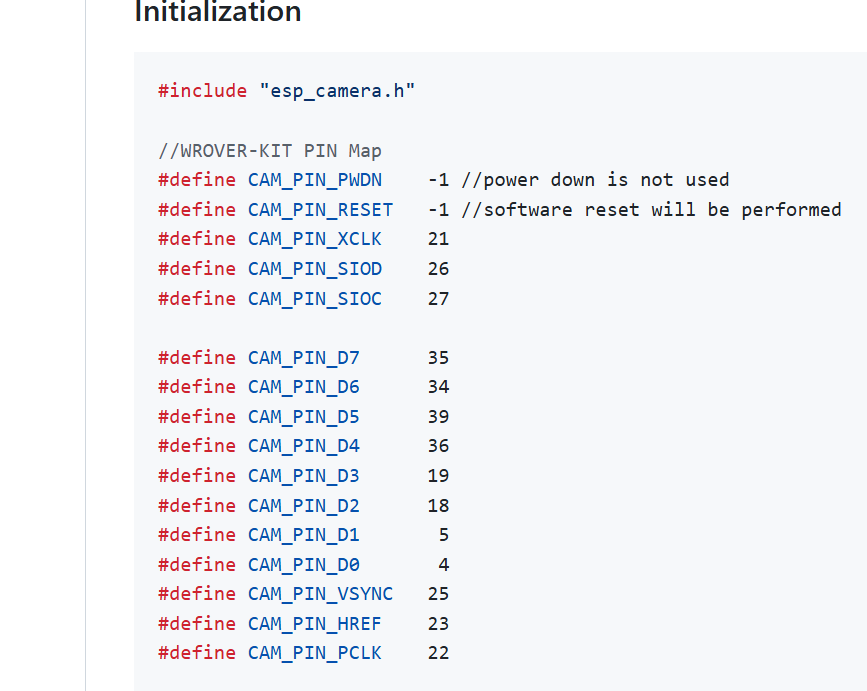 Initialization
#include "esp_camera.h"
//WROVER-KIT PIN Map
#define CAM_PIN_PWDN    -1 //power down is not used
#define CAM_PIN_RESET   -1 //software reset will be performed
#define CAM_PIN_XCLK    21
#define CAM_PIN_SIOD    26
#define CAM_PIN_SIOC    27
#define CAM_PIN_D7      35
#define CAM_PIN_D6      34
#define CAM_PIN_D5      39
#define CAM_PIN_D4      36
#define CAM_PIN_D3      19
#define CAM_PIN_D2      18
#define CAM_PIN_D1       5
#define CAM_PIN_D0       4
#define CAM_PIN_VSYNC   25
#define CAM_PIN_HREF    23
#define CAM_PIN_PCLK    22